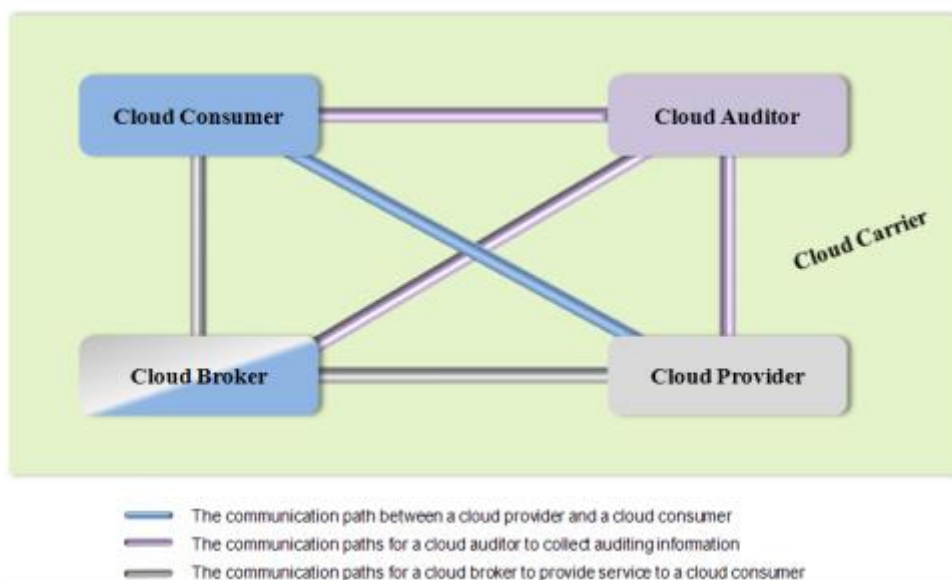 Cloud Consumer
Cloud Auditor
Cloud Carrier
Cloud Broker
Cloud Provider
The communication path between a cloud provider and a cloud consumer
The communication paths for a cloud auditor to collect auditing information
The communication paths for a cloud broker to provide service to a cloud consumer